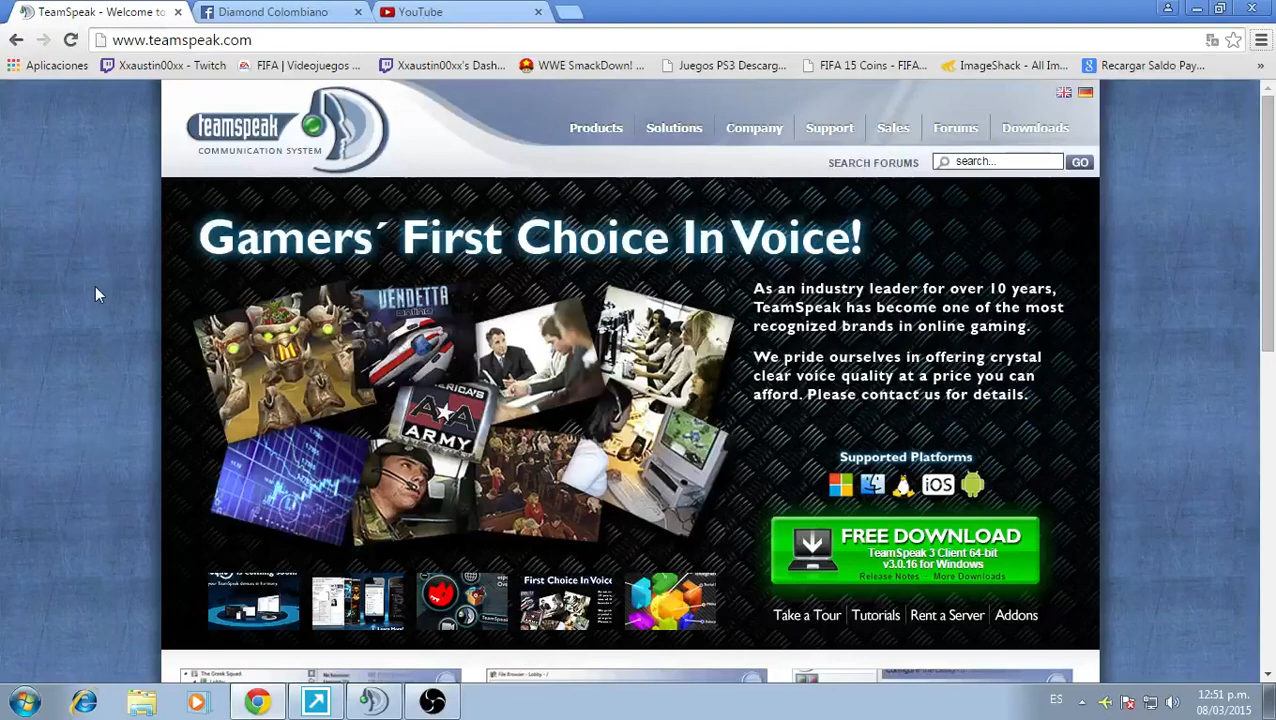 TeamSpeak - Welcome to
Diamond Colombiano
YouTube
www.teamspeak.com
Aplicaciones
Xxaustin00xx - Twitch
FIFA | Videojuegos ...
Xxaustin00xx's Dash...
WWE SmackDown! ...
Juegos PS3 Descarg...
FIFA 15 Coins - FIFA...
ImageShack - All Im...
Recargar Saldo Pay...
teamspeak
COMMUNICATION SYSTEM
Products
Solutions
Company
Support
Sales
Forums
Downloads
SEARCH FORUMS
search...
GO
Gamers´ First Choice In Voice!
As an industry leader for over 10 years,
TeamSpeak has become one of the most
recognized brands in online gaming.
We pride ourselves in offering crystal
clear voice quality at a price you can
afford. Please contact us for details.
VENDETTA
ARMY
Supported Platforms
iOS
FREE DOWNLOAD
TeamSpeak 3 Client 64-bit
v3.0.16 for Windows
Release Notes - More Downloads
First Choice In Voice
Take a Tour
Tutorials
Rent a Server
Addons
The Greek Squad
File Browser - Lobby - /
ES
12:51 p.m.
08/03/2015